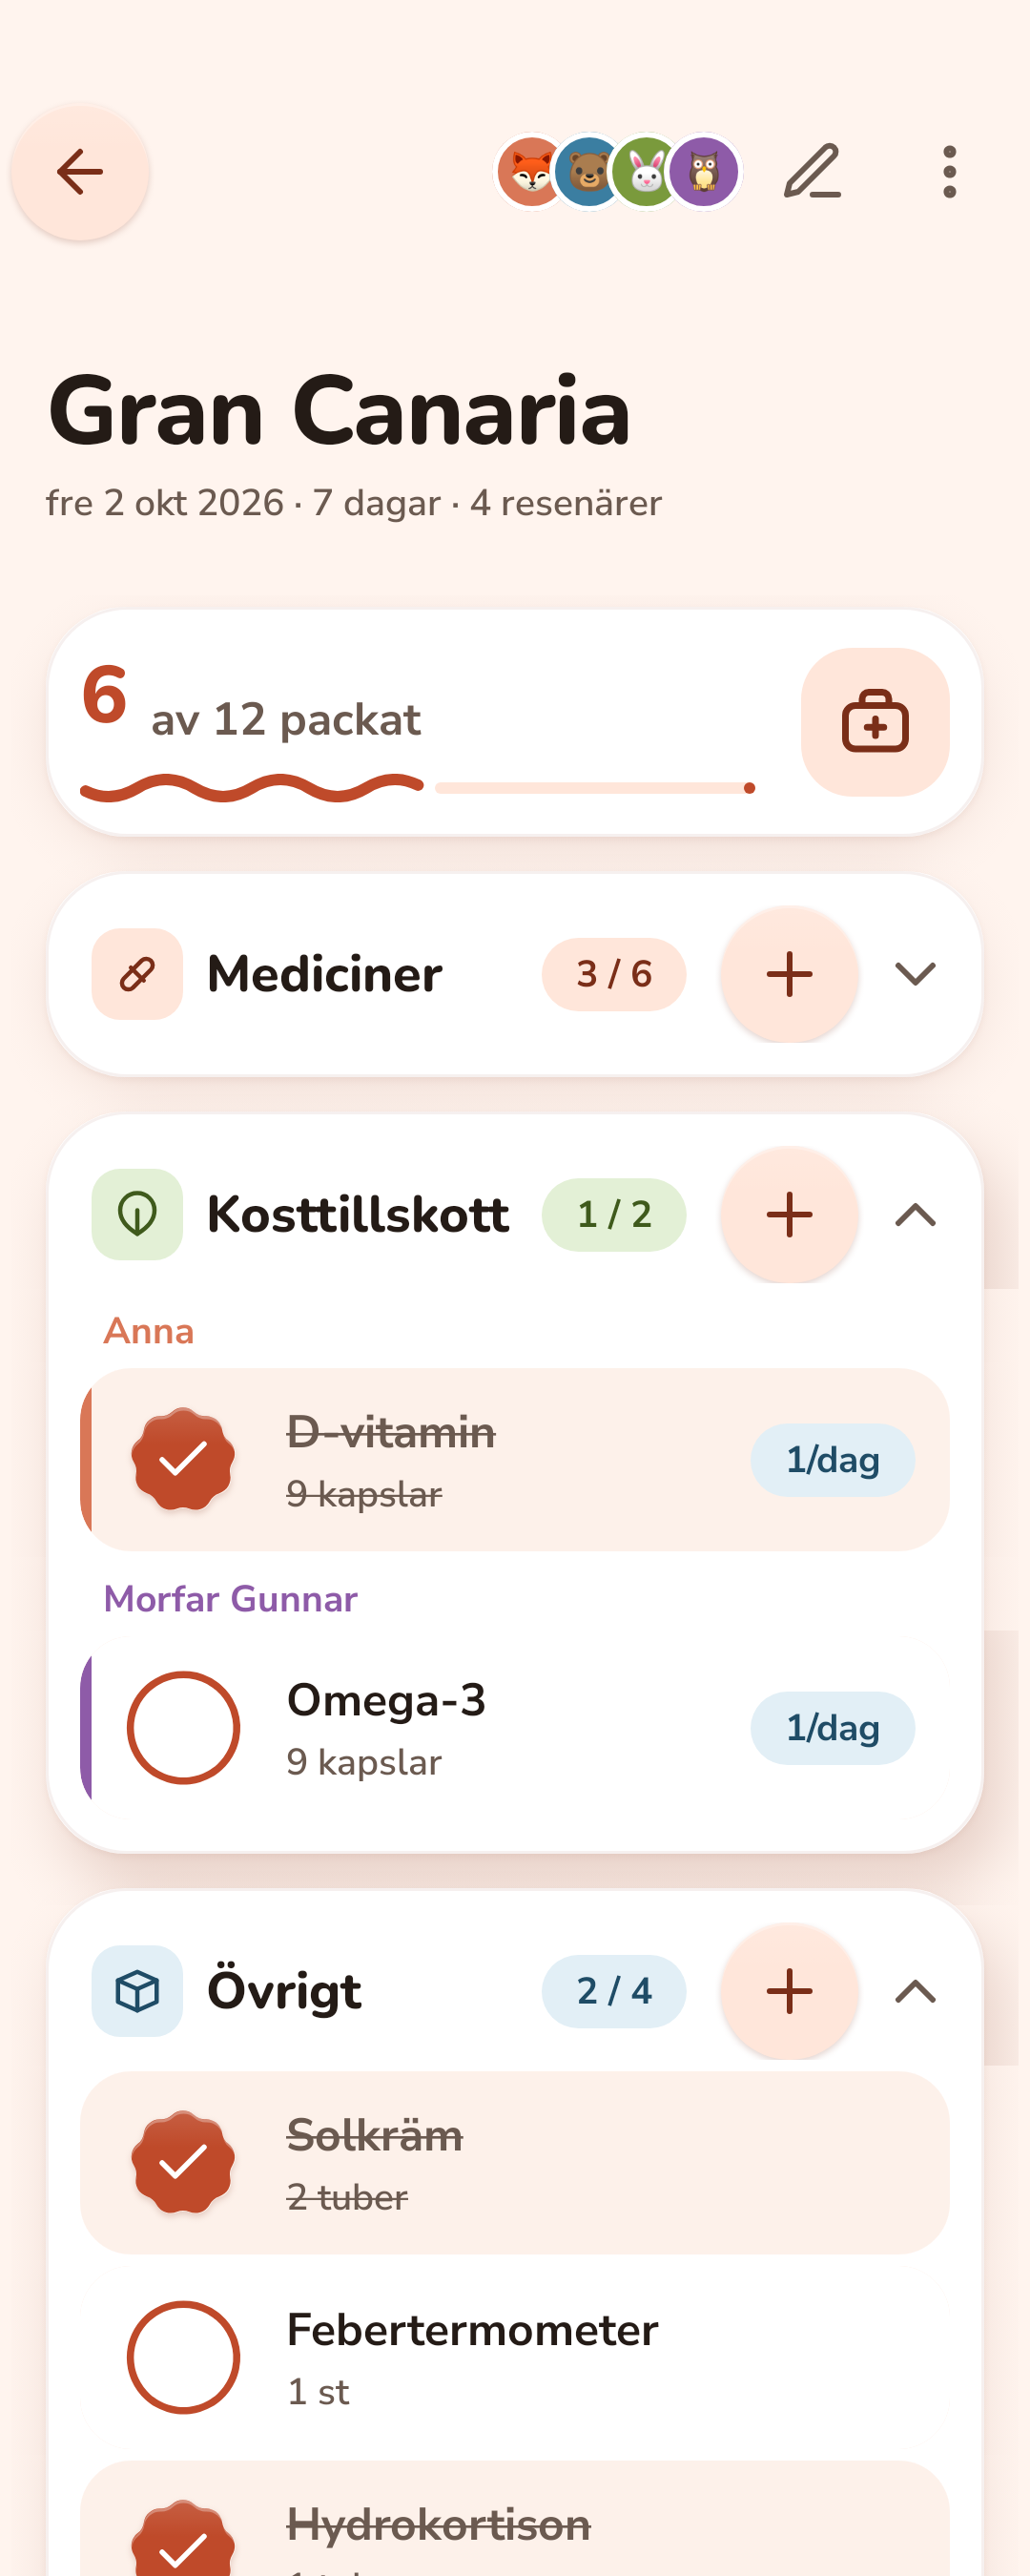 Gran Canaria
fre 2 okt 2026 · 7 dagar · 4 resenärer
6 av 12 packat
Mediciner 3 / 6
Kosttillskott 1 / 2
Anna
D-vitamin
9 kapslar
1/dag
Morfar Gunnar
Omega-3
9 kapslar
1/dag
Övrigt 2 / 4
Solkräm
2 tuber
Febertermometer
1 st
Hydrokortison